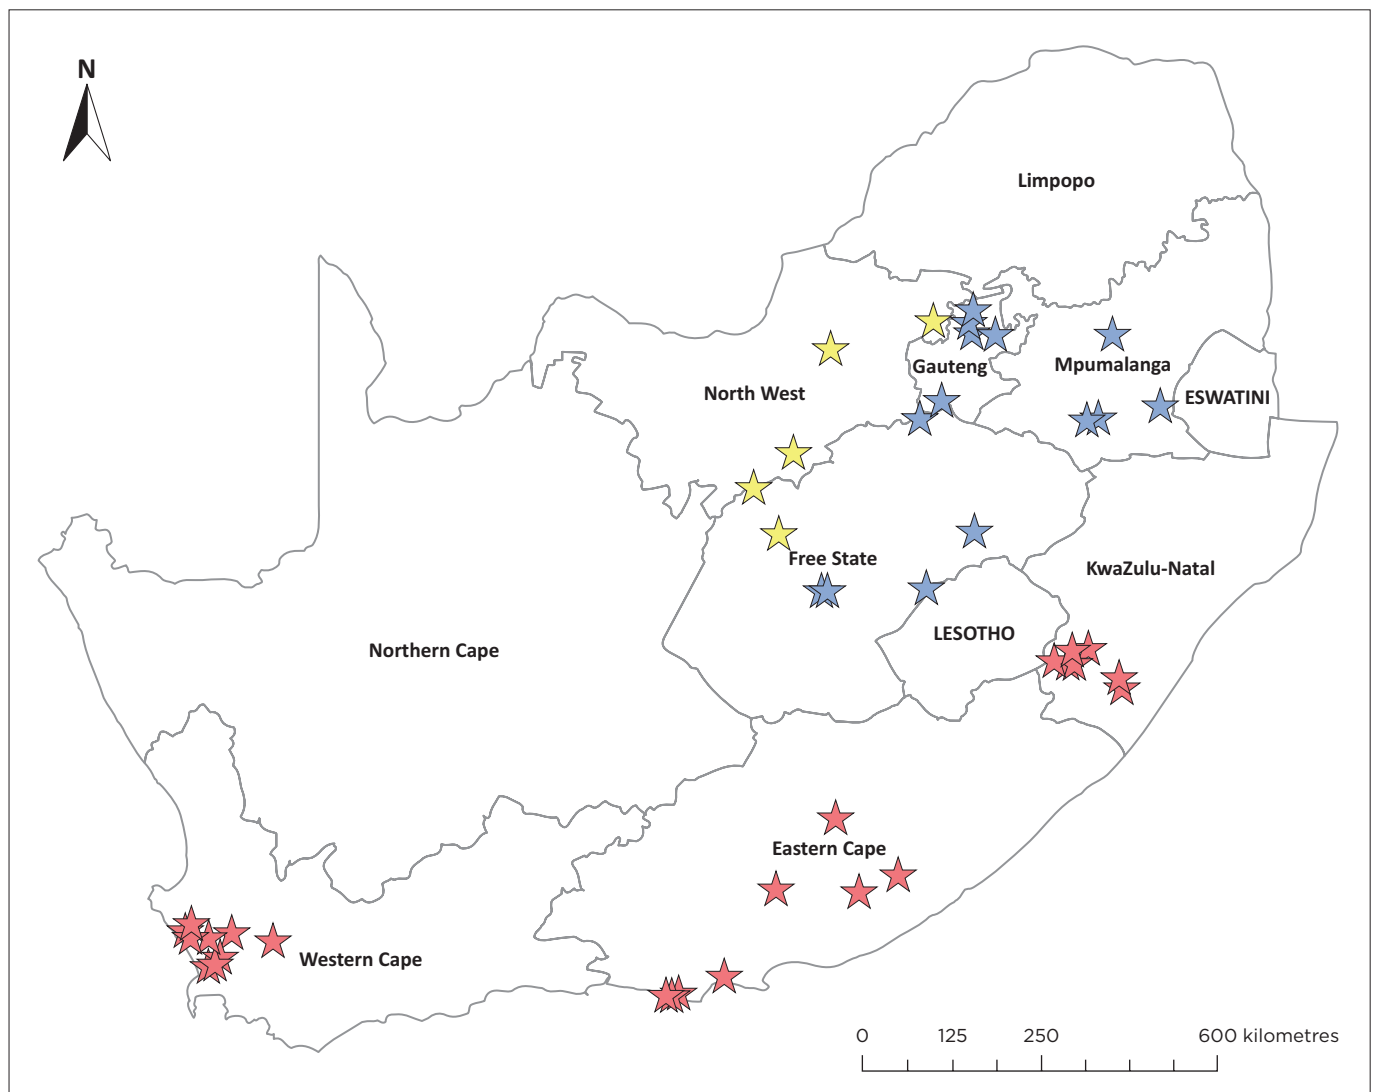 N
Limpopo
Gauteng
Mpumalanga
North West
ESWATINI
Free State
KwaZulu-Natal
LESOTHO
Northern Cape
Eastern Cape
Western Cape
0 125 250 600 kilometres